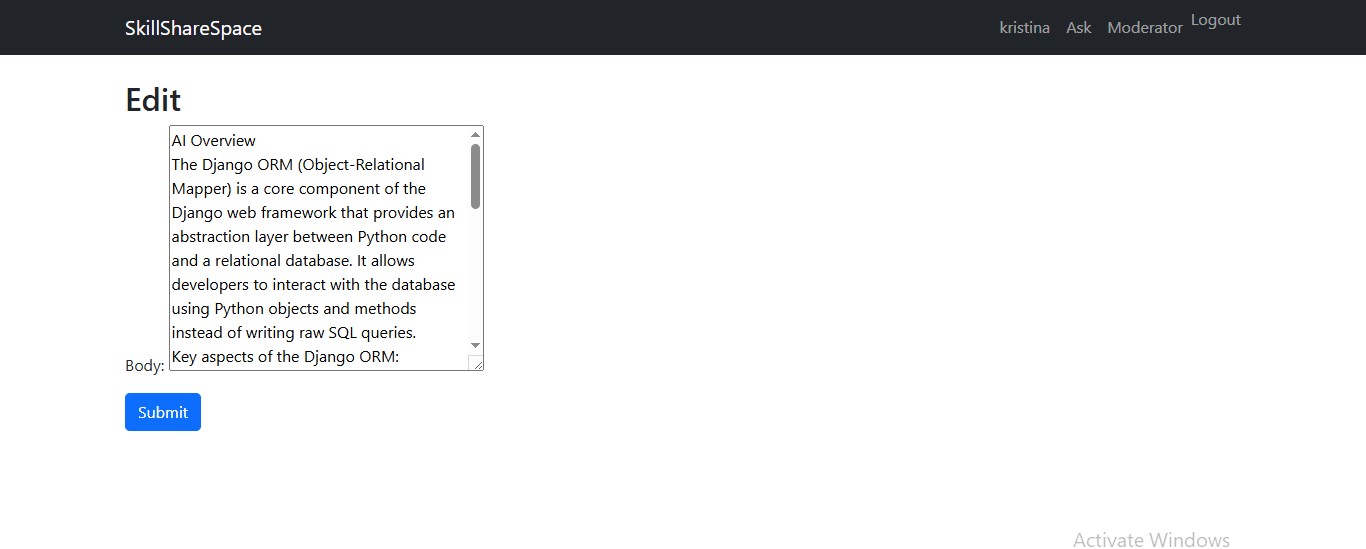 SkillShareSpace
kristina Ask Moderator Logout
Edit
AI Overview
The Django ORM (Object-Relational
Mapper) is a core component of the
Django web framework that provides an
abstraction layer between Python code
and a relational database. It allows
developers to interact with the database
using Python objects and methods
instead of writing raw SQL queries.
Key aspects of the Django ORM:
Body:
Submit
Activate Windows